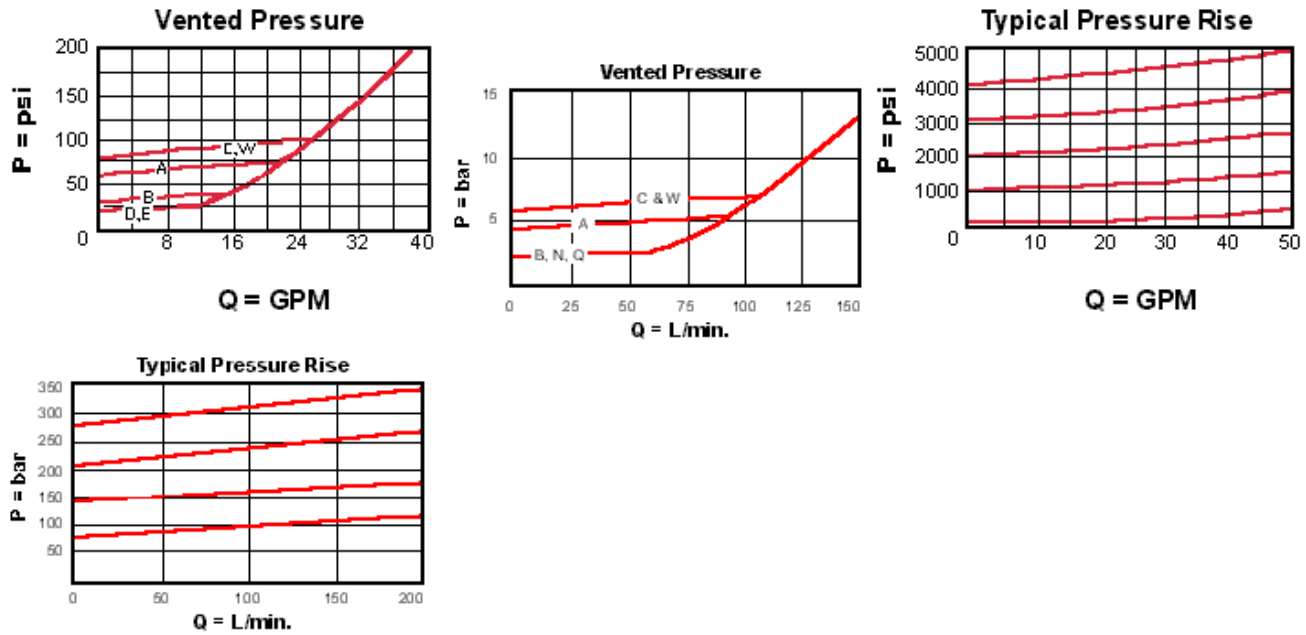 Vented Pressure
P = psi
200
150
100
50
0
C,W
A
B
D,E
8
16
24
32
40
Q = GPM
Vented Pressure
P = bar
15
10
5
C & W
A
B, N, Q
0
25
50
75
100
125
150
Q = L/min.
Typical Pressure Rise
P = psi
5000
4000
3000
2000
1000
0
10
20
30
40
50
Q = GPM
Typical Pressure Rise
P = bar
350
300
250
200
150
100
50
0
50
100
150
200
Q = L/min.